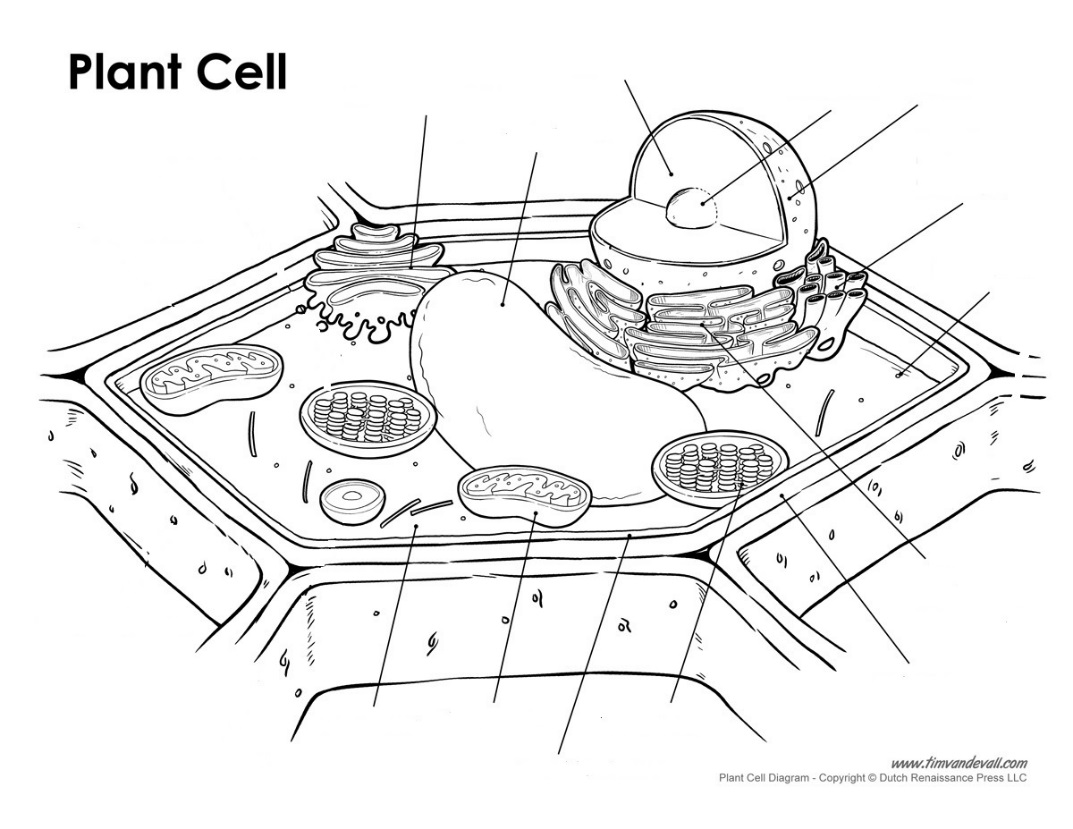 Plant Cell
www.timvandevall.com
Plant Cell Diagram - Copyright © Dutch Renaissance Press LLC